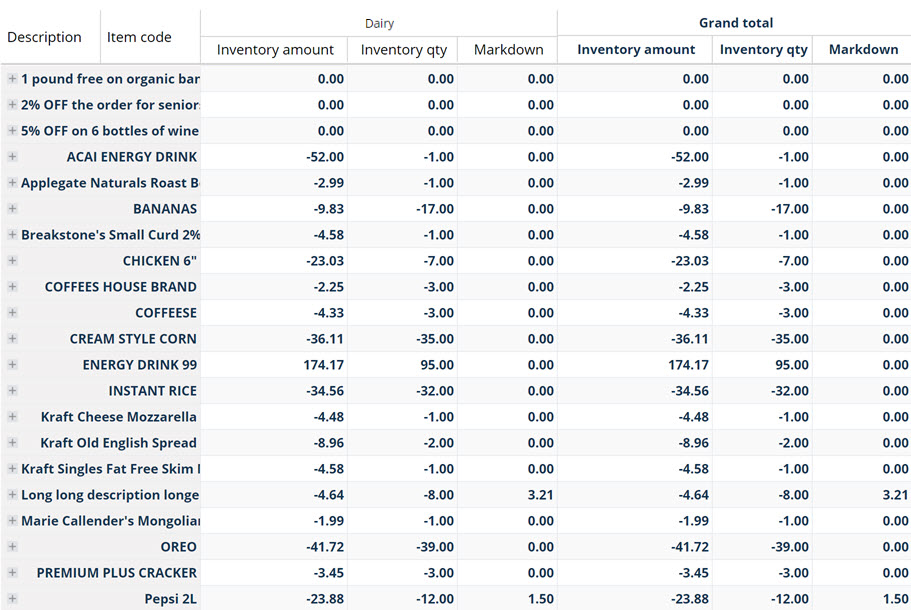 Dairy Grand total
Description Item code
Inventory amount Inventory qty Markdown Inventory amount Inventory qty Markdown
1 pound free on organic bar 0.00 0.00 0.00 0.00 0.00 0.00
2% OFF the order for senior 0.00 0.00 0.00 0.00 0.00 0.00
5% OFF on 6 bottles of wine 0.00 0.00 0.00 0.00 0.00 0.00
ACAI ENERGY DRINK -52.00 -1.00 0.00 -52.00 -1.00 0.00
Applegate Naturals Roast B -2.99 -1.00 0.00 -2.99 -1.00 0.00
BANANAS -9.83 -17.00 0.00 -9.83 -17.00 0.00
Breakstone's Small Curd 2% -4.58 -1.00 0.00 -4.58 -1.00 0.00
CHICKEN 6" -23.03 -7.00 0.00 -23.03 -7.00 0.00
COFFEES HOUSE BRAND -2.25 -3.00 0.00 -2.25 -3.00 0.00
COFFEESE -4.33 -3.00 0.00 -4.33 -3.00 0.00
CREAM STYLE CORN -36.11 -35.00 0.00 -36.11 -35.00 0.00
ENERGY DRINK 99 174.17 95.00 0.00 174.17 95.00 0.00
INSTANT RICE -34.56 -32.00 0.00 -34.56 -32.00 0.00
Kraft Cheese Mozzarella -4.48 -1.00 0.00 -4.48 -1.00 0.00
Kraft Old English Spread -8.96 -2.00 0.00 -8.96 -2.00 0.00
Kraft Singles Fat Free Skim -4.58 -1.00 0.00 -4.58 -1.00 0.00
Long long description longe -4.64 -8.00 3.21 -4.64 -8.00 3.21
Marie Callender's Mongolian -1.99 -1.00 0.00 -1.99 -1.00 0.00
OREO -41.72 -39.00 0.00 -41.72 -39.00 0.00
PREMIUM PLUS CRACKER -3.45 -3.00 0.00 -3.45 -3.00 0.00
Pepsi 2L -23.88 -12.00 1.50 -23.88 -12.00 1.50